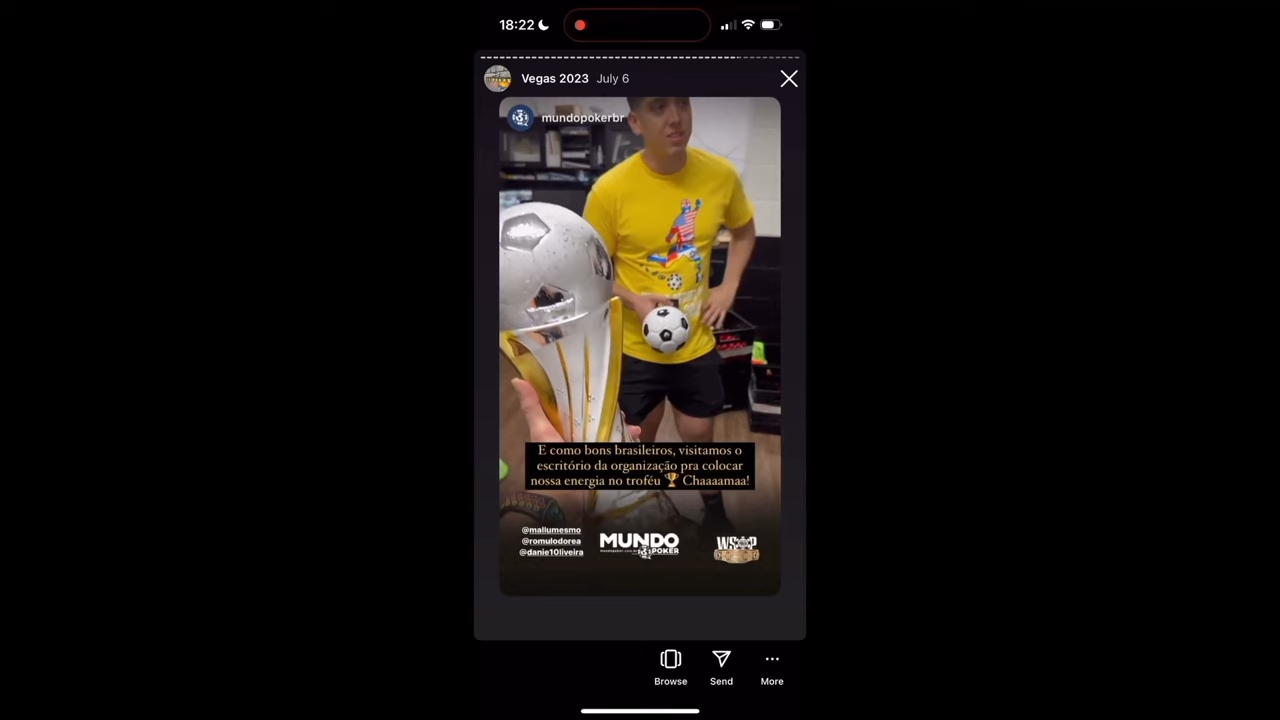 18:22
Vegas 2023 July 6
mundopokerbr
E como bons brasileiros, visitamos o
escritório da organização pra colocar
nossa energia no troféu 🏆 Chaaaamaa!
@mallumesmo
@romulodorea
@danie10liveira
MUNDO
POKER
WSOP
Browse
Send
More